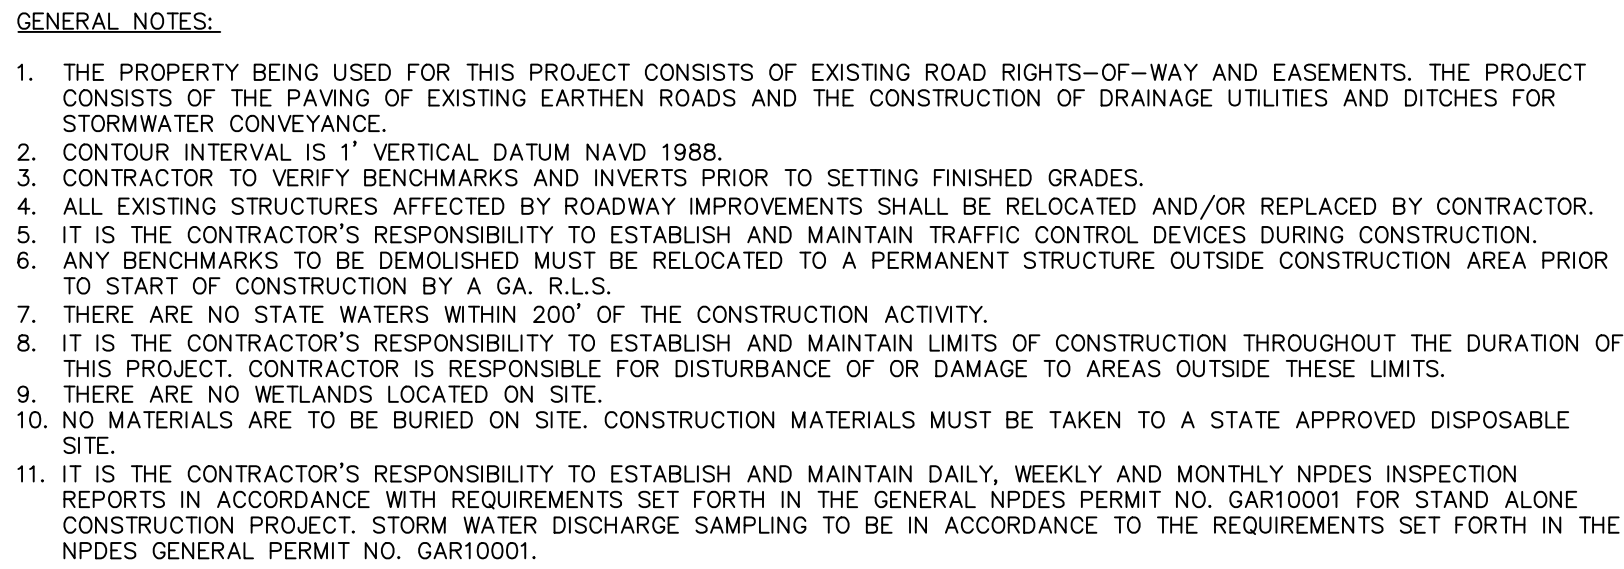 GENERAL NOTES:
1. THE PROPERTY BEING USED FOR THIS PROJECT CONSISTS OF EXISTING ROAD RIGHTS-OF-WAY AND EASEMENTS. THE PROJECT
CONSISTS OF THE PAVING OF EXISTING EARTHEN ROADS AND THE CONSTRUCTION OF DRAINAGE UTILITIES AND DITCHES FOR
STORMWATER CONVEYANCE.
2. CONTOUR INTERVAL IS 1' VERTICAL DATUM NAVD 1988.
3. CONTRACTOR TO VERIFY BENCHMARKS AND INVERTS PRIOR TO SETTING FINISHED GRADES.
4. ALL EXISTING STRUCTURES AFFECTED BY ROADWAY IMPROVEMENTS SHALL BE RELOCATED AND/OR REPLACED BY CONTRACTOR.
5. IT IS THE CONTRACTOR'S RESPONSIBILITY TO ESTABLISH AND MAINTAIN TRAFFIC CONTROL DEVICES DURING CONSTRUCTION.
6. ANY BENCHMARKS TO BE DEMOLISHED MUST BE RELOCATED TO A PERMANENT STRUCTURE OUTSIDE CONSTRUCTION AREA PRIOR
TO START OF CONSTRUCTION BY A GA. R.L.S.
7. THERE ARE NO STATE WATERS WITHIN 200' OF THE CONSTRUCTION ACTIVITY.
8. IT IS THE CONTRACTOR'S RESPONSIBILITY TO ESTABLISH AND MAINTAIN LIMITS OF CONSTRUCTION THROUGHOUT THE DURATION OF
THIS PROJECT. CONTRACTOR IS RESPONSIBLE FOR DISTURBANCE OF OR DAMAGE TO AREAS OUTSIDE THESE LIMITS.
9. THERE ARE NO WETLANDS LOCATED ON SITE.
10. NO MATERIALS ARE TO BE BURIED ON SITE. CONSTRUCTION MATERIALS MUST BE TAKEN TO A STATE APPROVED DISPOSABLE
SITE.
11. IT IS THE CONTRACTOR'S RESPONSIBILITY TO ESTABLISH AND MAINTAIN DAILY, WEEKLY AND MONTHLY NPDES INSPECTION
REPORTS IN ACCORDANCE WITH REQUIREMENTS SET FORTH IN THE GENERAL NPDES PERMIT NO. GAR10001 FOR STAND ALONE
CONSTRUCTION PROJECT. STORM WATER DISCHARGE SAMPLING TO BE IN ACCORDANCE TO THE REQUIREMENTS SET FORTH IN THE
NPDES GENERAL PERMIT NO. GAR10001.